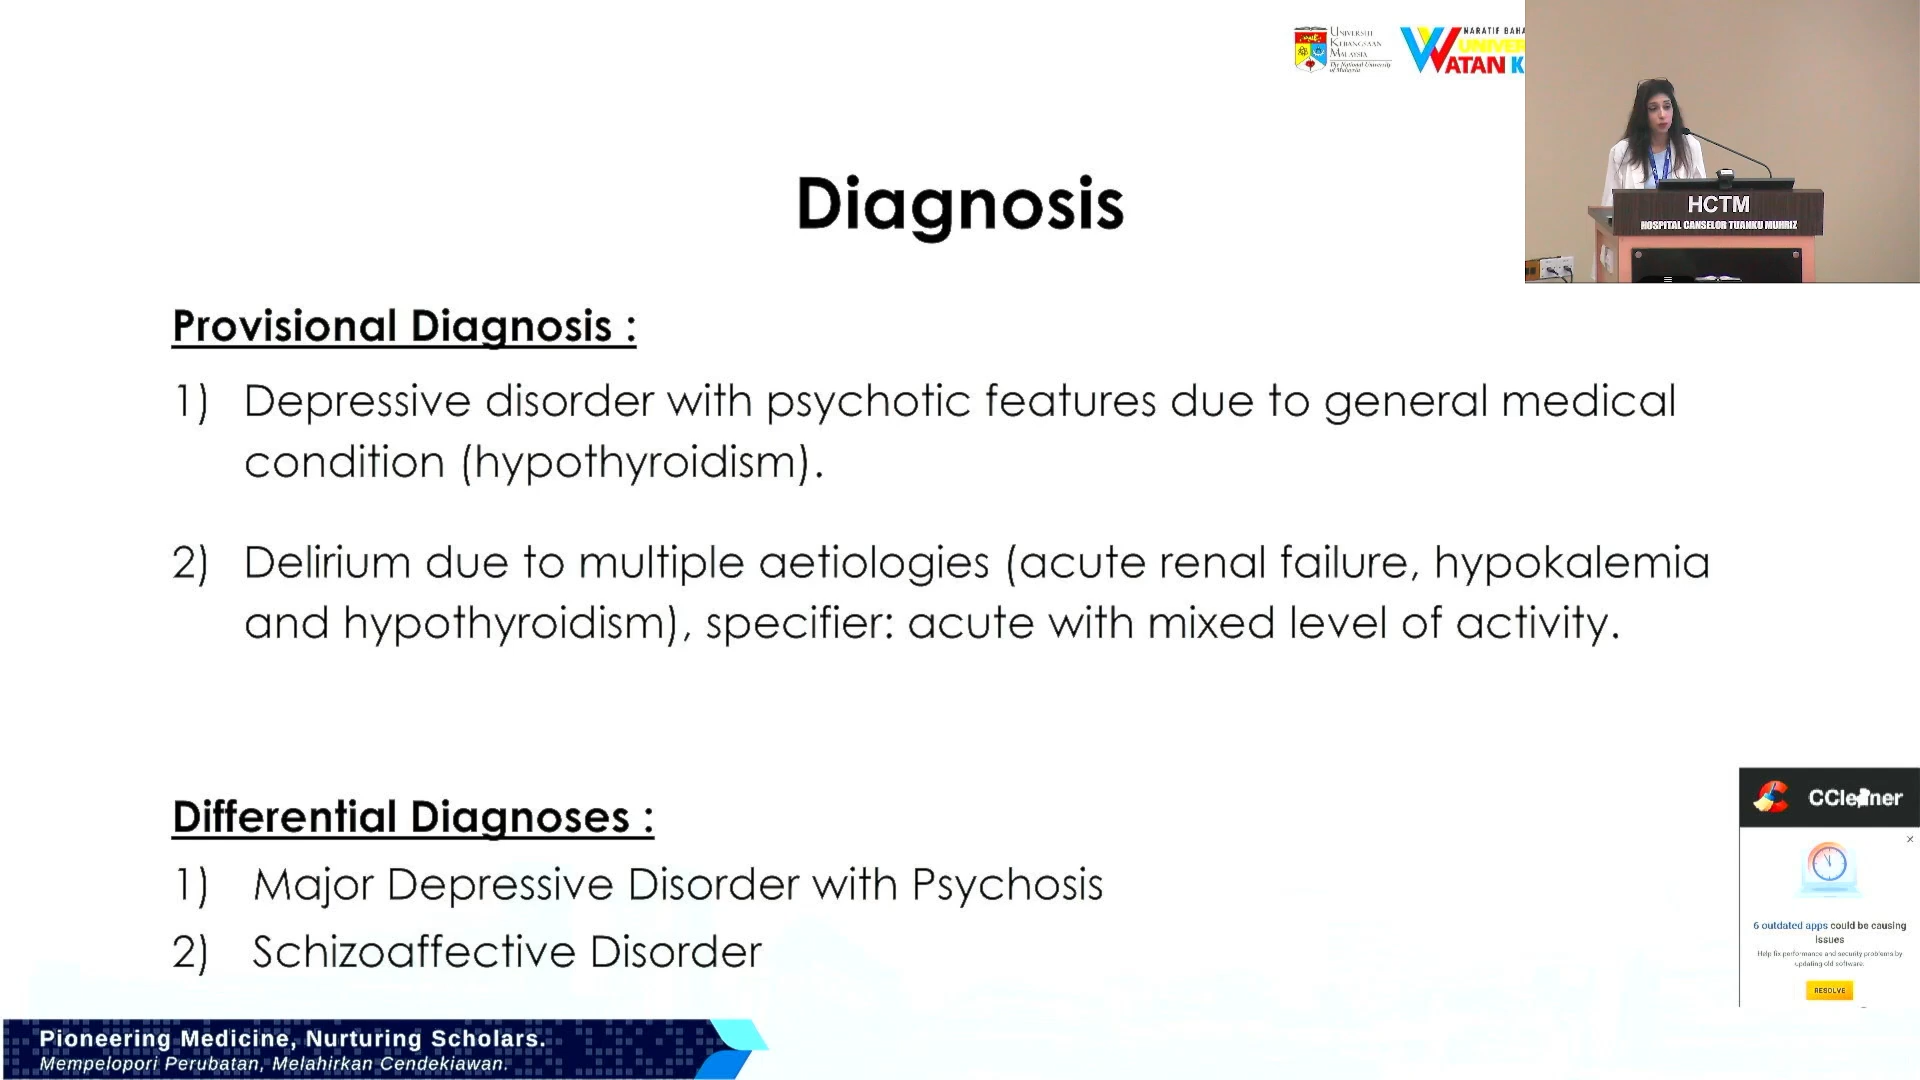 UNIVERSITI
KEBANGSAAN
MALAYSIA
The National University
of Malaysia
NARATIF BAHA
UNIVER
WATAN K
HCTM
HOSPITAL CANSELOR TUANKU MUHRIZ
Diagnosis
Provisional Diagnosis :
1) Depressive disorder with psychotic features due to general medical
condition (hypothyroidism).
2) Delirium due to multiple aetiologies (acute renal failure, hypokalemia
and hypothyroidism), specifier: acute with mixed level of activity.
Differential Diagnoses :
1) Major Depressive Disorder with Psychosis
2) Schizoaffective Disorder
CCleaner
6 outdated apps could be causing
issues
Help fix performance and security problems by
updating old software.
RESOLVE
Pioneering Medicine, Nurturing Scholars.
Mempelopori Perubatan, Melahirkan Cendekiawan.